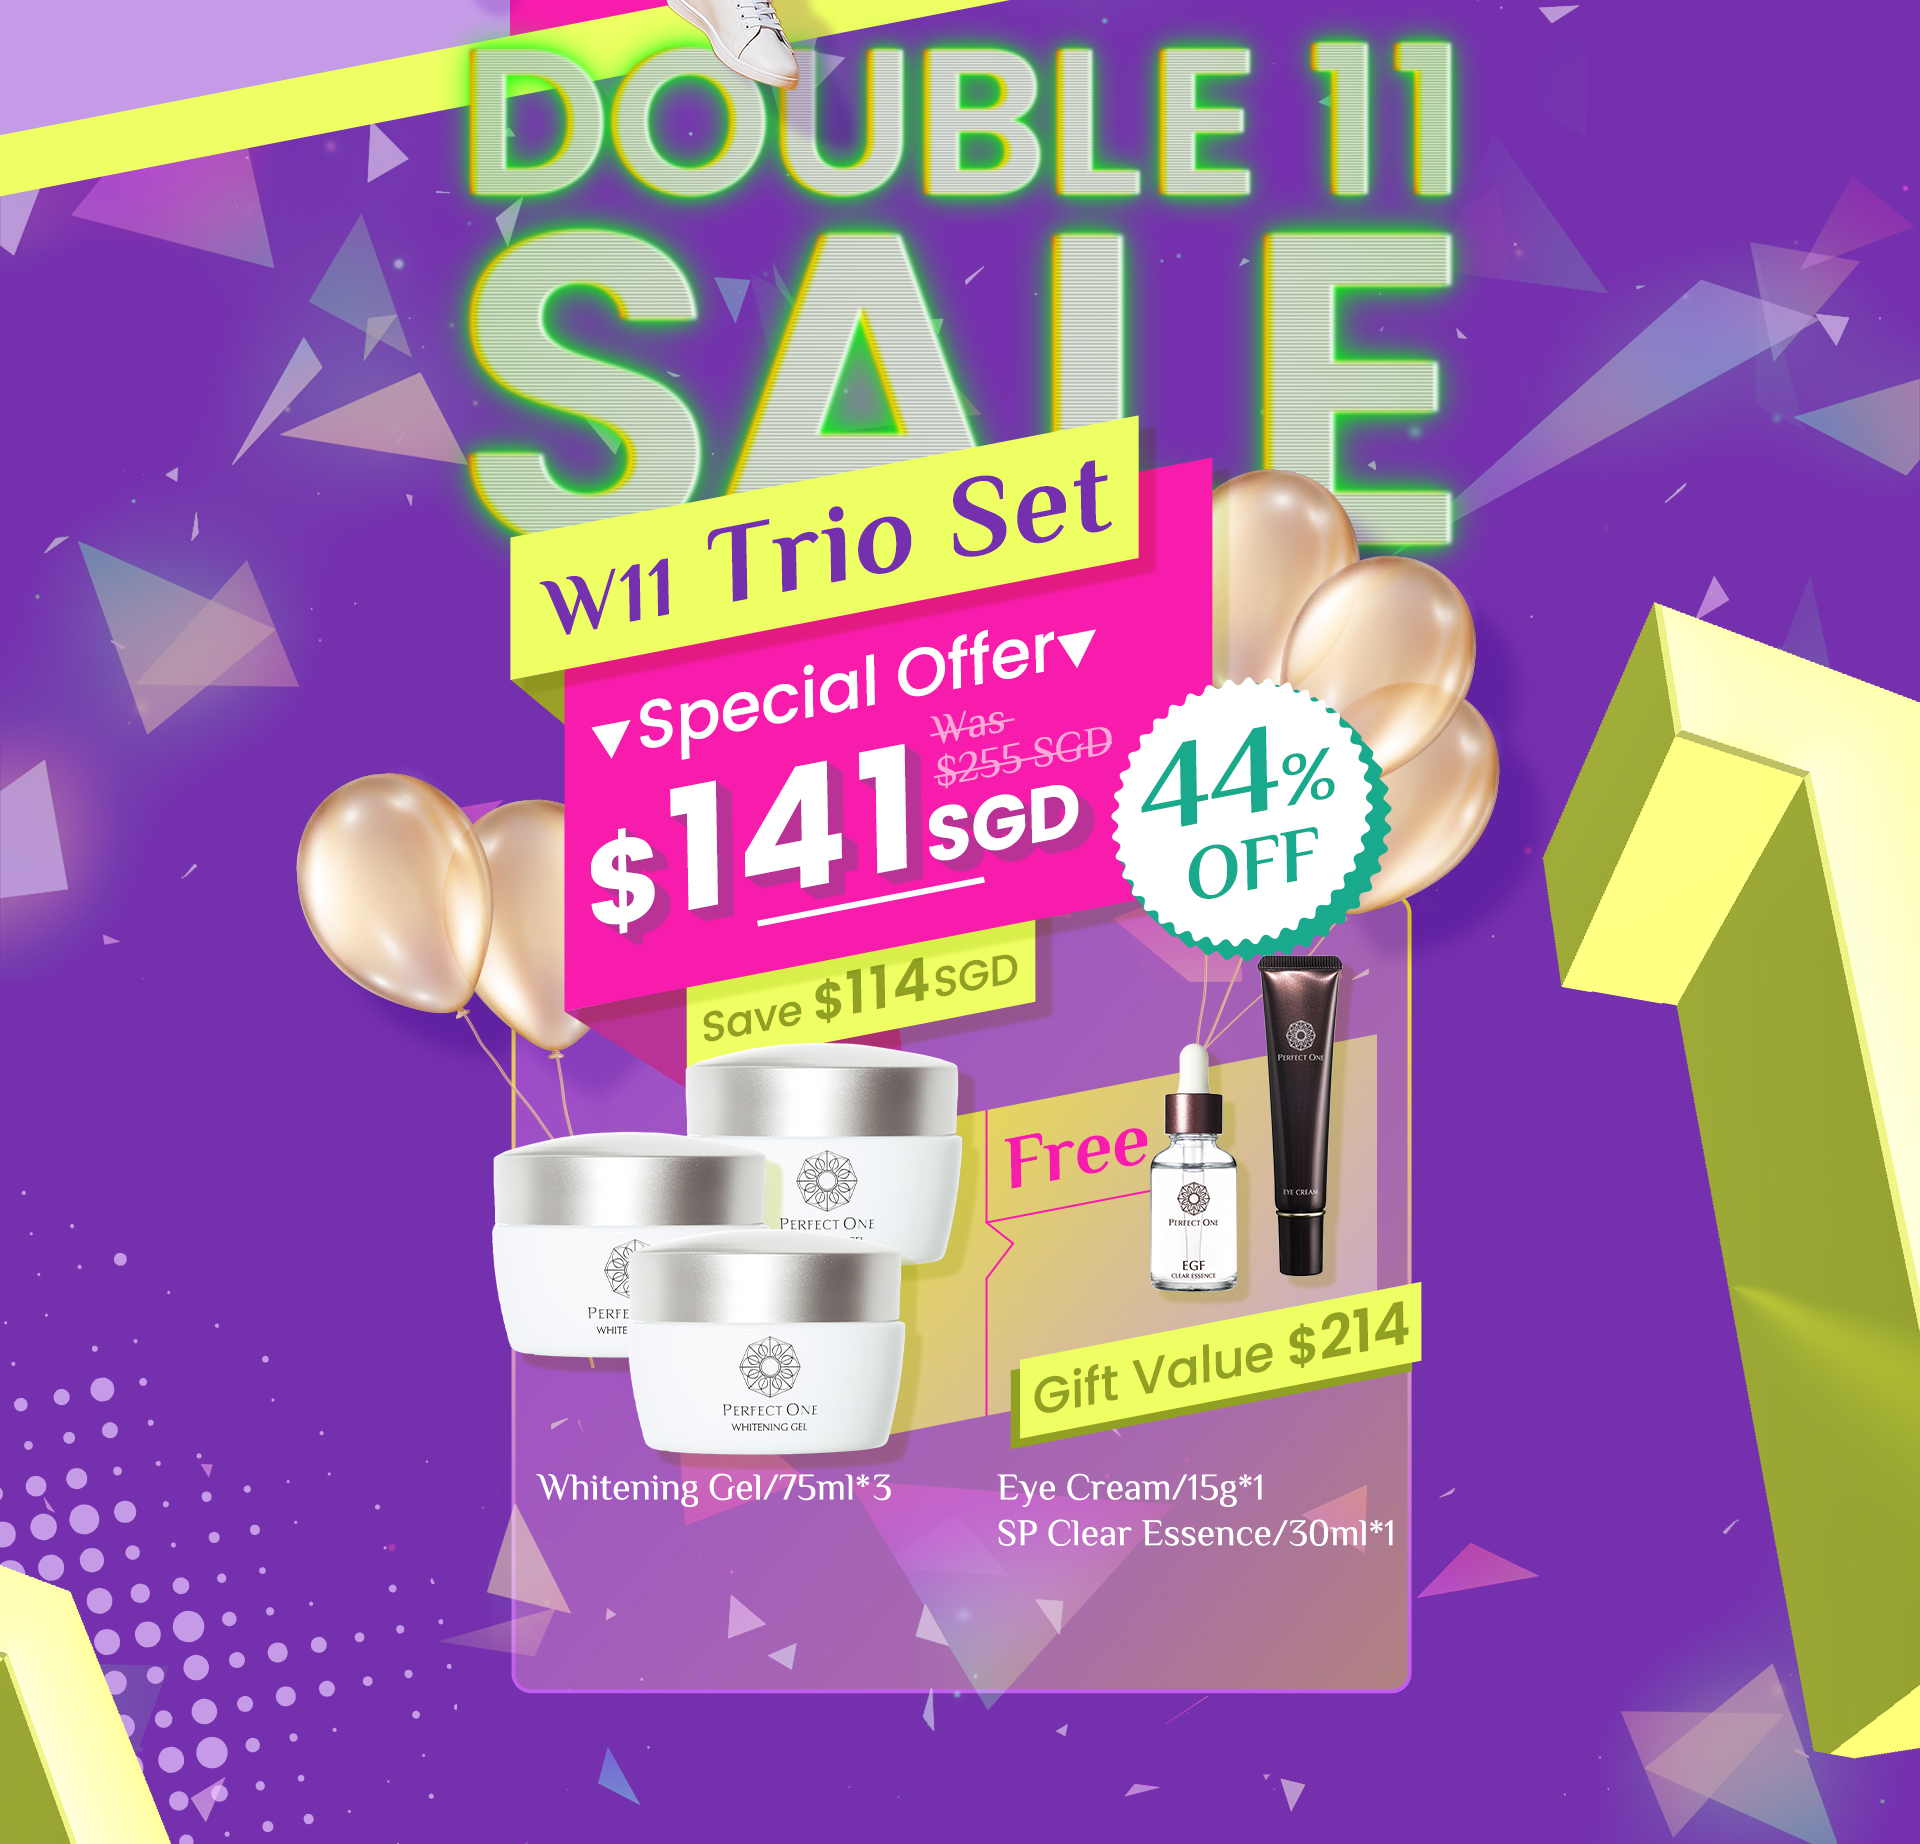 DOUBLE 11
SALE
W11 Trio Set
▼Special Offer▼
Was
$255 SGD
$141SGD
44%
OFF
Save $114SGD
Free
PERFECT ONE
EYE CREAM
PERFECT ONE
EGF
CLEAR ESSENCE
PERFECT ONE
PERFECT ONE
WHITENING GEL
Gift Value $214
Whitening Gel/75ml*3
Eye Cream/15g*1
SP Clear Essence/30ml*1